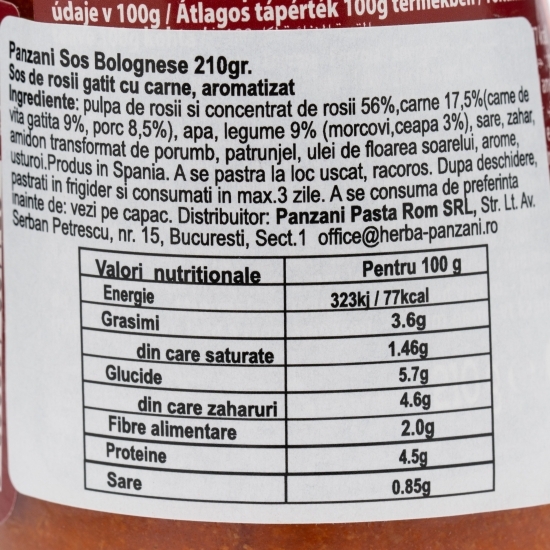 údaje v 100g / Átlagos tápérték 100g
Panzani Sos Bolognese 210gr.
Sos de rosii gatit cu carne, aromatizat
Ingrediente: pulpa de rosii si concentrat de rosii 56%,carne 17,5%(carne de
vita gatita 9%, porc 8,5%), apa, legume 9% (morcovi,ceapa 3%), sare, zahar,
amidon transformat de porumb, patrunjel, ulei de floarea soarelui, arome,
usturoi.Produs in Spania. A se pastra la loc uscat, racoros. Dupa deschidere,
pastrati in frigider si consumati in max.3 zile. A se consuma de preferinta
inainte de: vezi pe capac. Distribuitor: Panzani Pasta Rom SRL, Str. Lt. Av.
Serban Petrescu, nr. 15, Bucuresti, Sect.1 office@herba-panzani.ro
Valori nutritionale Pentru 100 g
Energie 323kj / 77kcal
Grasimi 3.6g
din care saturate 1.46g
Glucide 5.7g
din care zaharuri 4.6g
Fibre alimentare 2.0g
Proteine 4.5g
Sare 0.85g